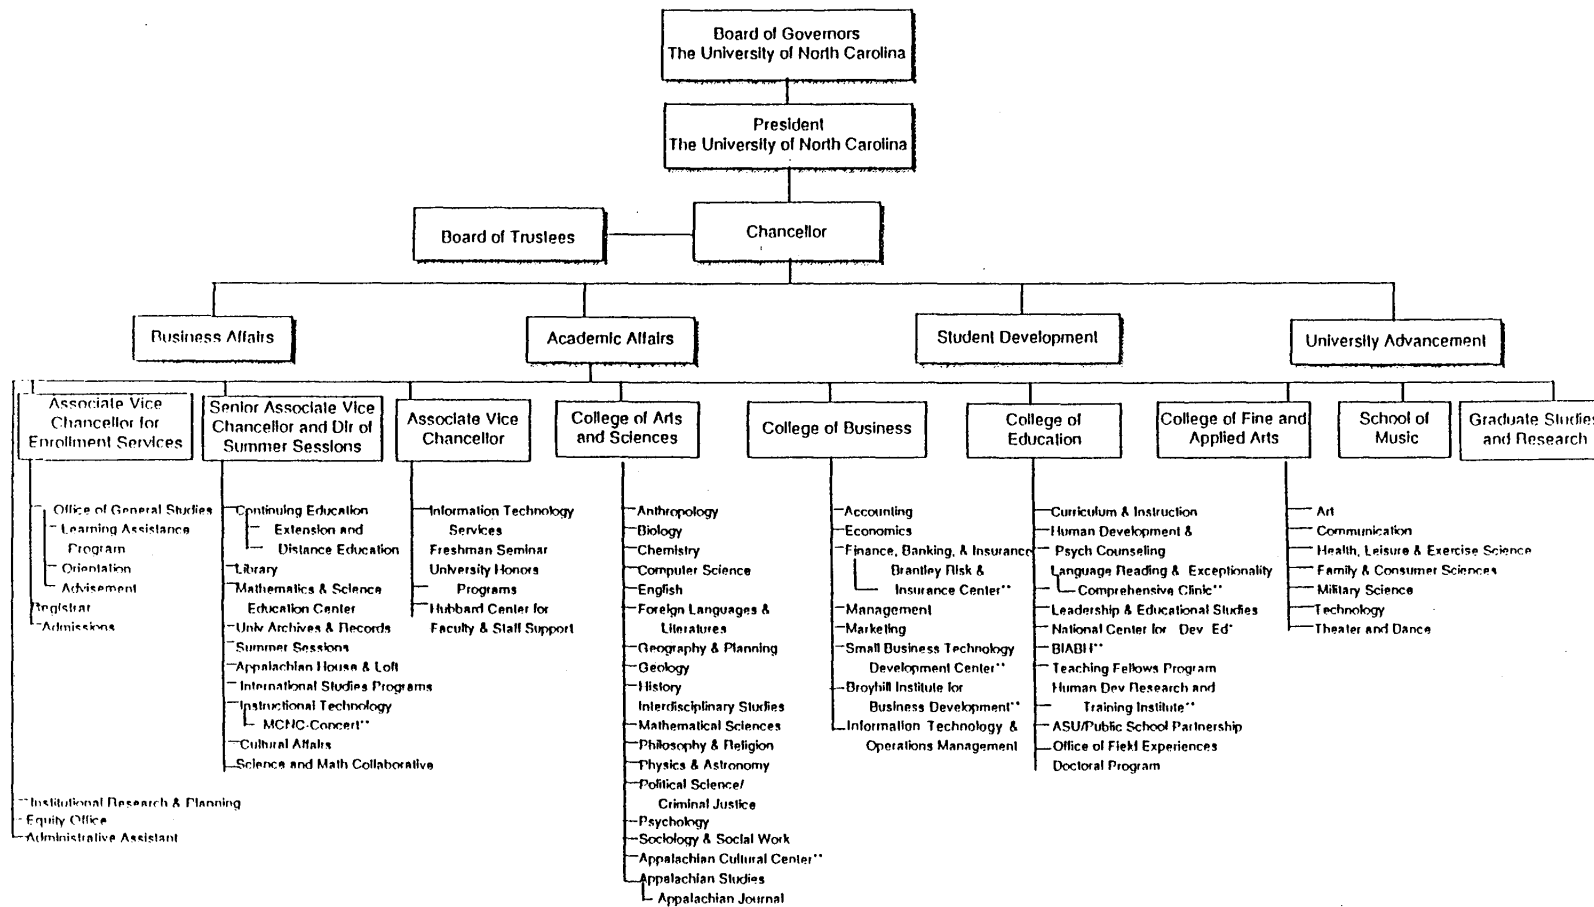 Board of Governors
The University of North Carolina
President
The University of North Carolina
Board of Trustees
Chancellor
Business Affairs
Academic Affairs
Student Development
University Advancement
Associate Vice
Chancellor for
Enrollment Services
Senior Associate Vice
Chancellor and Dir of
Summer Sessions
Associate Vice
Chancellor
College of Arts
and Sciences
College of Business
College of
Education
College of Fine and
Applied Arts
School of
Music
Graduate Studies
and Research
Office of General Studies
Learning Assistance
Program
Orientation
Advisement
Registrar
Admissions
Continuing Education
Extension and
Distance Education
Library
Mathematics & Science
Education Center
Univ Archives & Records
Summer Sessions
Appalachian House & Loft
International Studies Programs
Instructional Technology
MCNC-Concert**
Cultural Affairs
Science and Math Collaborative
Information Technology
Services
Freshman Seminar
University Honors
Programs
Hubbard Center for
Faculty & Staff Support
Anthropology
Biology
Chemistry
Computer Science
English
Foreign Languages &
Literatures
Geography & Planning
Geology
History
Interdisciplinary Studies
Mathematical Sciences
Philosophy & Religion
Physics & Astronomy
Political Science/
Criminal Justice
Psychology
Sociology & Social Work
Appalachian Cultural Center**
Appalachian Studies
Appalachian Journal
Accounting
Economics
Finance, Banking, & Insurance
Brantley Risk &
Insurance Center**
Management
Marketing
Small Business Technology
Development Center**
Broyhill Institute for
Business Development**
Information Technology &
Operations Management
Curriculum & Instruction
Human Development &
Psych Counseling
Language Reading & Exceptionality
Comprehensive Clinic**
Leadership & Educational Studies
National Center for Dev Ed*
BIABH**
Teaching Fellows Program
Human Dev Research and
Training Institute**
ASU/Public School Partnership
Office of Field Experiences
Doctoral Program
Art
Communication
Health, Leisure & Exercise Science
Family & Consumer Sciences
Military Science
Technology
Theater and Dance
Institutional Research & Planning
Equity Office
Administrative Assistant